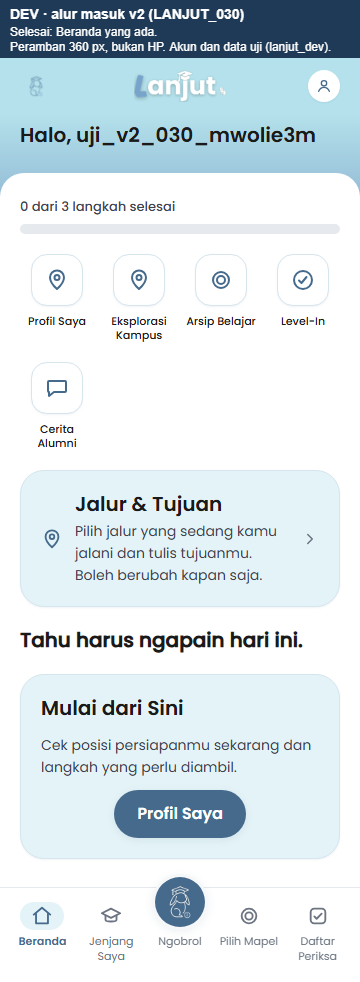 DEV · alur masuk v2 (LANJUT_030)
Selesai: Beranda yang ada.
Peramban 360 px, bukan HP. Akun dan data uji (lanjut_dev).
Lanjut
Halo, uji_v2_030_mwolie3m
0 dari 3 langkah selesai
Profil Saya
Eksplorasi
Kampus
Arsip Belajar
Level-In
Cerita
Alumni
Jalur & Tujuan
Pilih jalur yang sedang kamu
jalani dan tulis tujuanmu.
Boleh berubah kapan saja.
Tahu harus ngapain hari ini.
Mulai dari Sini
Cek posisi persiapanmu sekarang dan
langkah yang perlu diambil.
Profil Saya
Beranda
Jenjang
Saya
Ngobrol
Pilih Mapel
Daftar
Periksa